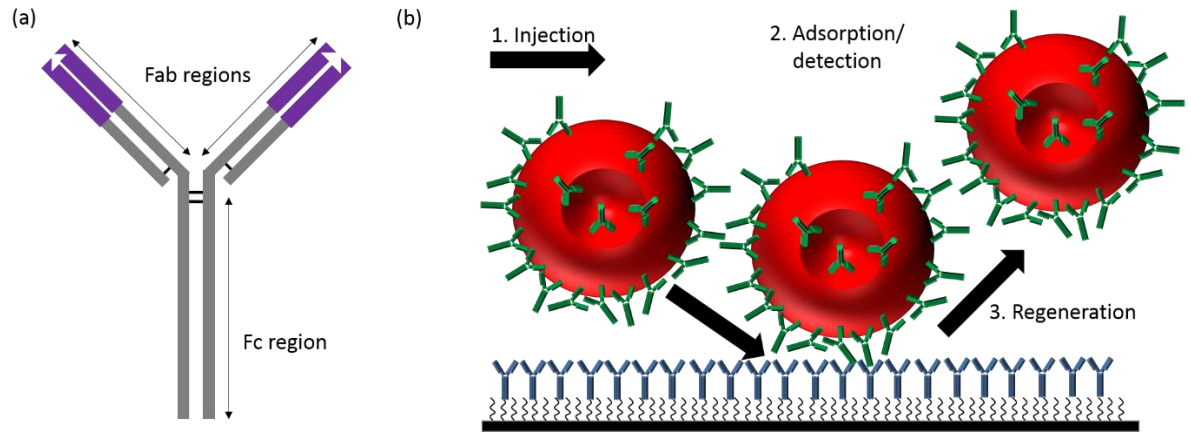 (a)
Fab regions
Fc region
(b)
1. Injection
2. Adsorption/
detection
3. Regeneration